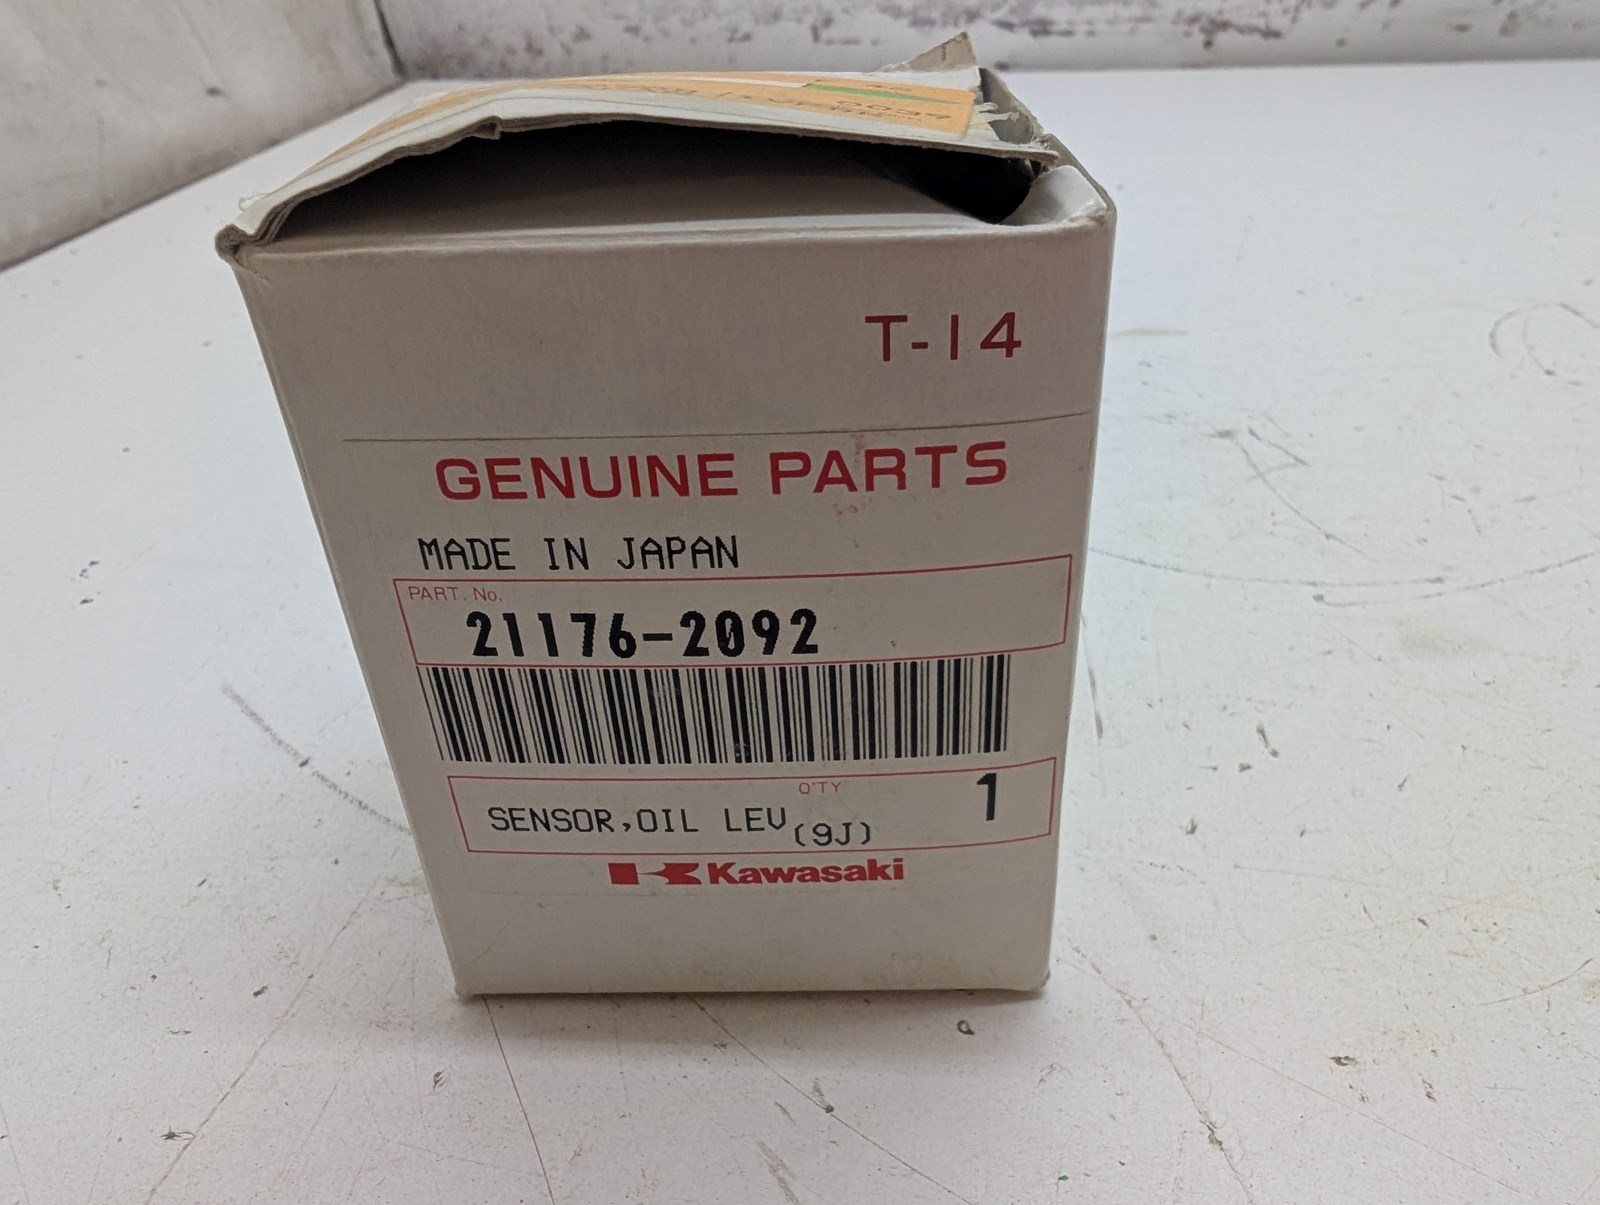 T-14
GENUINE PARTS
MADE IN JAPAN
PART. No.
21176-2092
Q'TY
1
SENSOR,OIL LEV(9J)
Kawasaki